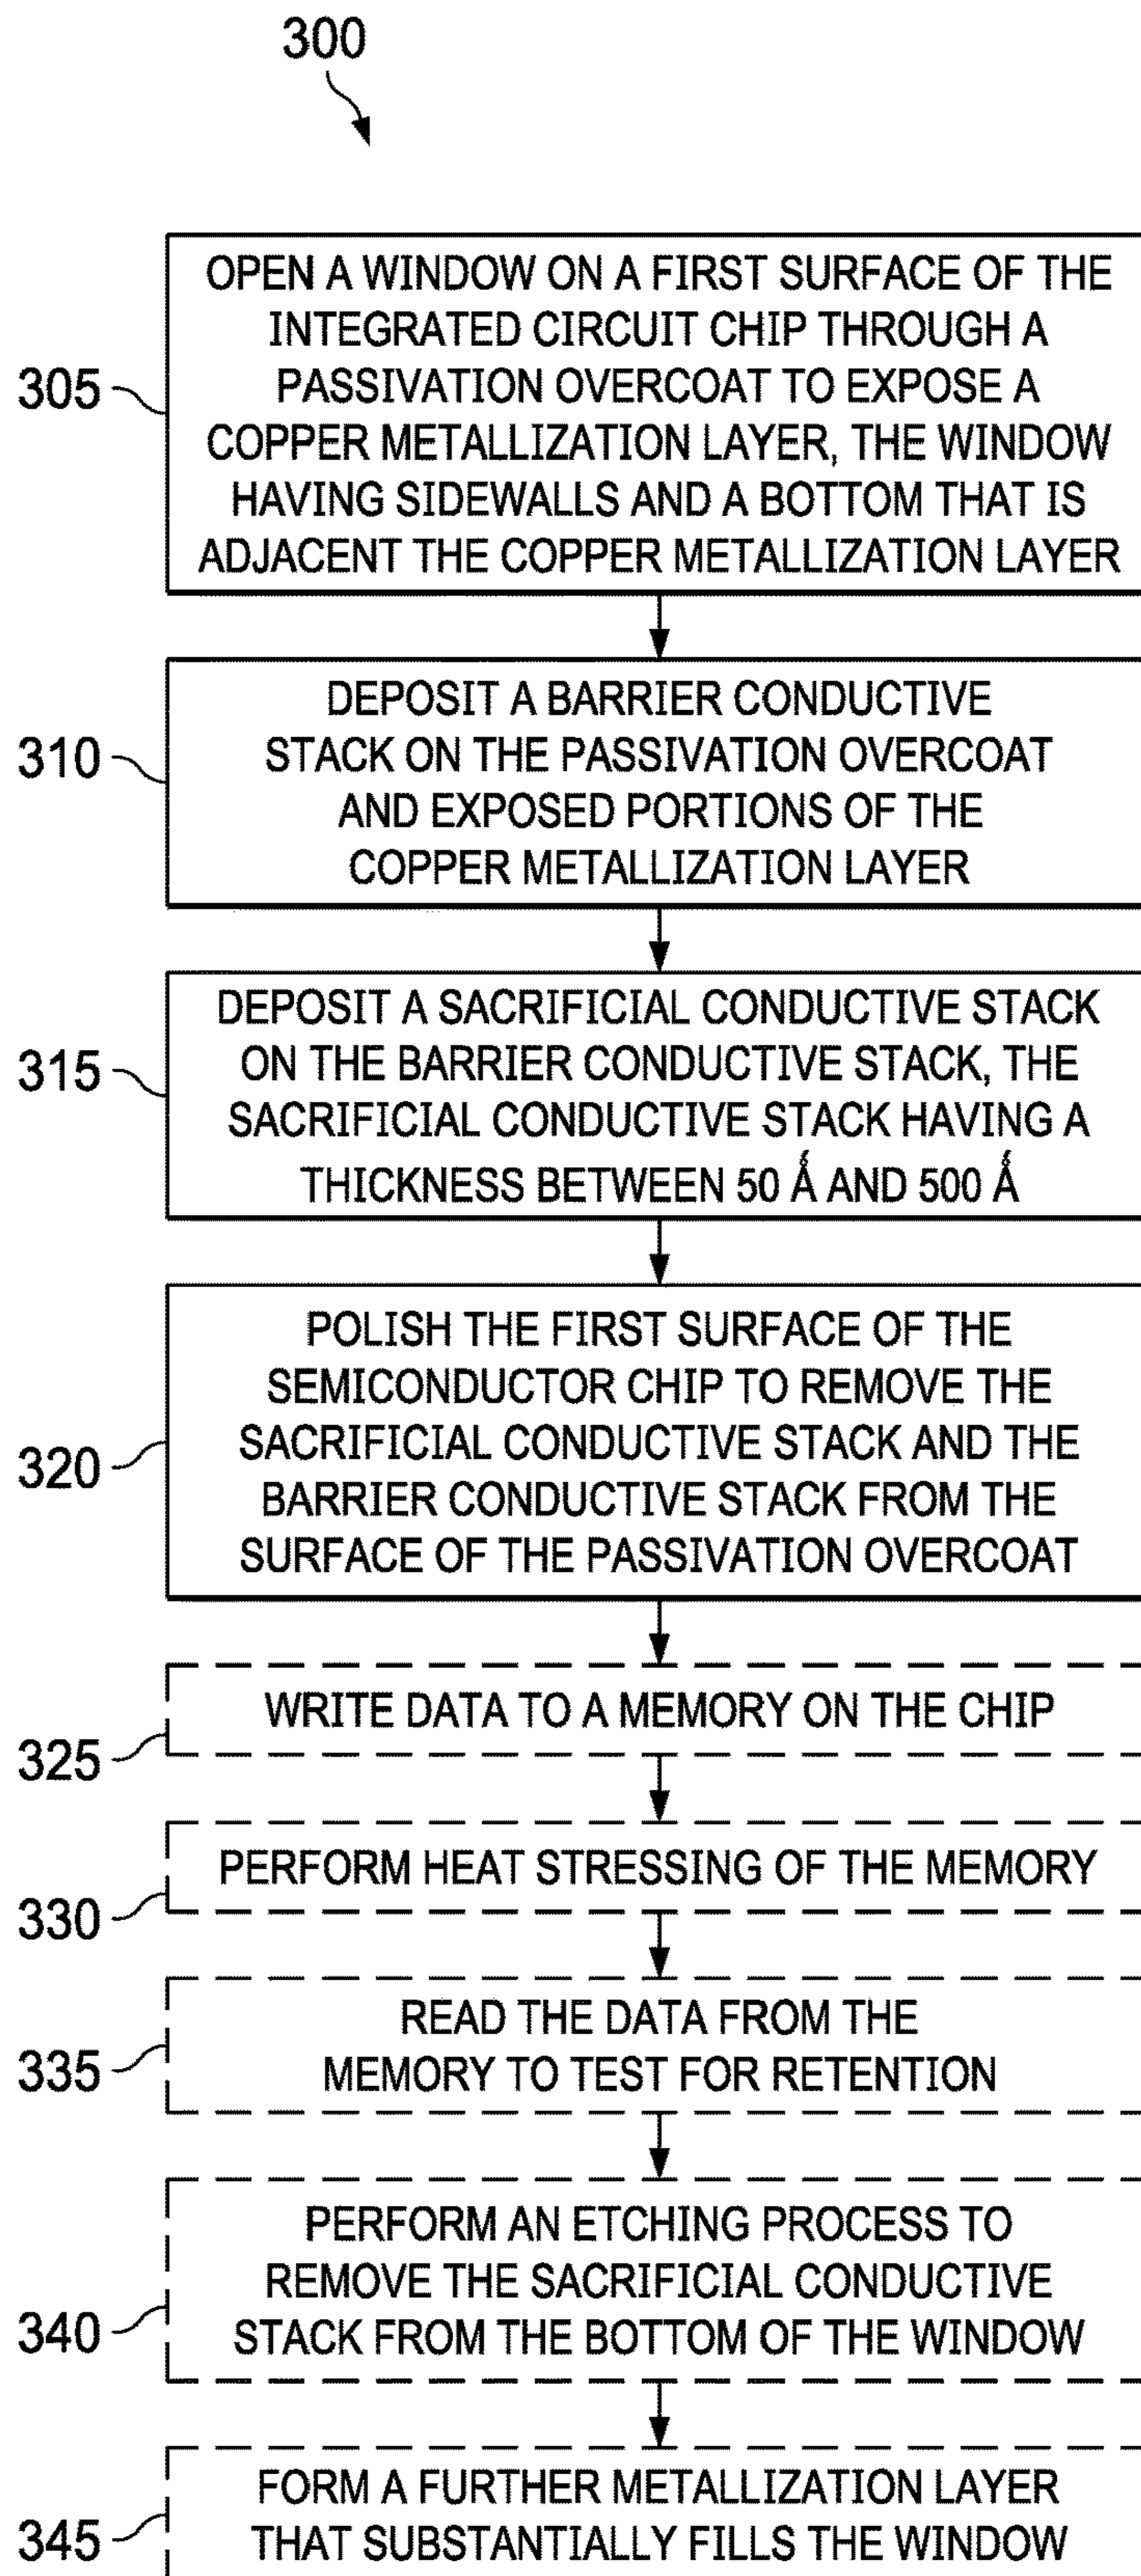 300
305
OPEN A WINDOW ON A FIRST SURFACE OF THE
INTEGRATED CIRCUIT CHIP THROUGH A
PASSIVATION OVERCOAT TO EXPOSE A
COPPER METALLIZATION LAYER, THE WINDOW
HAVING SIDEWALLS AND A BOTTOM THAT IS
ADJACENT THE COPPER METALLIZATION LAYER
310
DEPOSIT A BARRIER CONDUCTIVE
STACK ON THE PASSIVATION OVERCOAT
AND EXPOSED PORTIONS OF THE
COPPER METALLIZATION LAYER
315
DEPOSIT A SACRIFICIAL CONDUCTIVE STACK
ON THE BARRIER CONDUCTIVE STACK, THE
SACRIFICIAL CONDUCTIVE STACK HAVING A
THICKNESS BETWEEN 50 Ǻ AND 500 Ǻ
320
POLISH THE FIRST SURFACE OF THE
SEMICONDUCTOR CHIP TO REMOVE THE
SACRIFICIAL CONDUCTIVE STACK AND THE
BARRIER CONDUCTIVE STACK FROM THE
SURFACE OF THE PASSIVATION OVERCOAT
325
WRITE DATA TO A MEMORY ON THE CHIP
330
PERFORM HEAT STRESSING OF THE MEMORY
335
READ THE DATA FROM THE
MEMORY TO TEST FOR RETENTION
340
PERFORM AN ETCHING PROCESS TO
REMOVE THE SACRIFICIAL CONDUCTIVE
STACK FROM THE BOTTOM OF THE WINDOW
345
FORM A FURTHER METALLIZATION LAYER
THAT SUBSTANTIALLY FILLS THE WINDOW